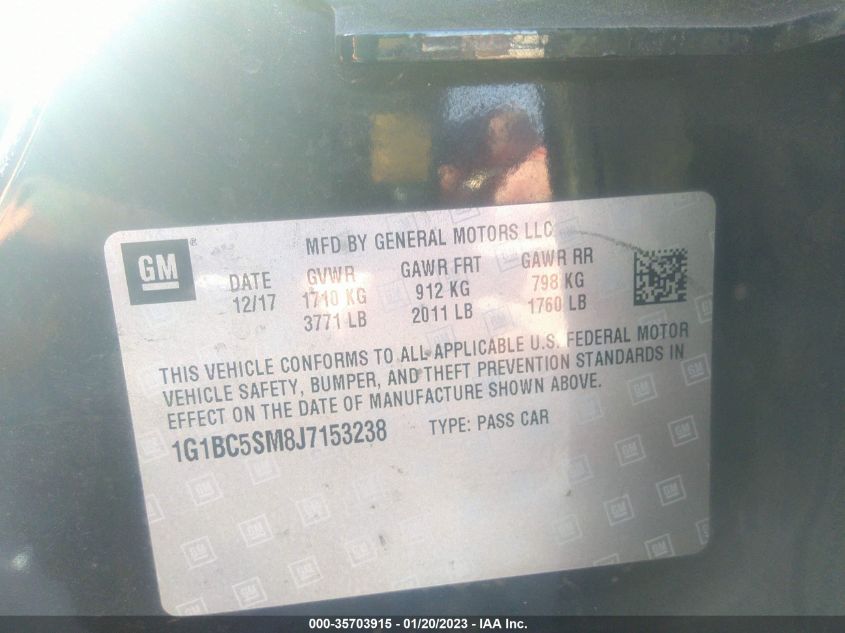 GM
MFD BY GENERAL MOTORS LLC
DATE GVWR GAWR FRT GAWR RR
12/17 1710 KG 912 KG 798 KG
3771 LB 2011 LB 1760 LB
THIS VEHICLE CONFORMS TO ALL APPLICABLE U.S. FEDERAL MOTOR
VEHICLE SAFETY, BUMPER, AND THEFT PREVENTION STANDARDS IN
EFFECT ON THE DATE OF MANUFACTURE SHOWN ABOVE.
1G1BC5SM8J7153238 TYPE: PASS CAR
000-35703915 - 01/20/2023 - IAA Inc.